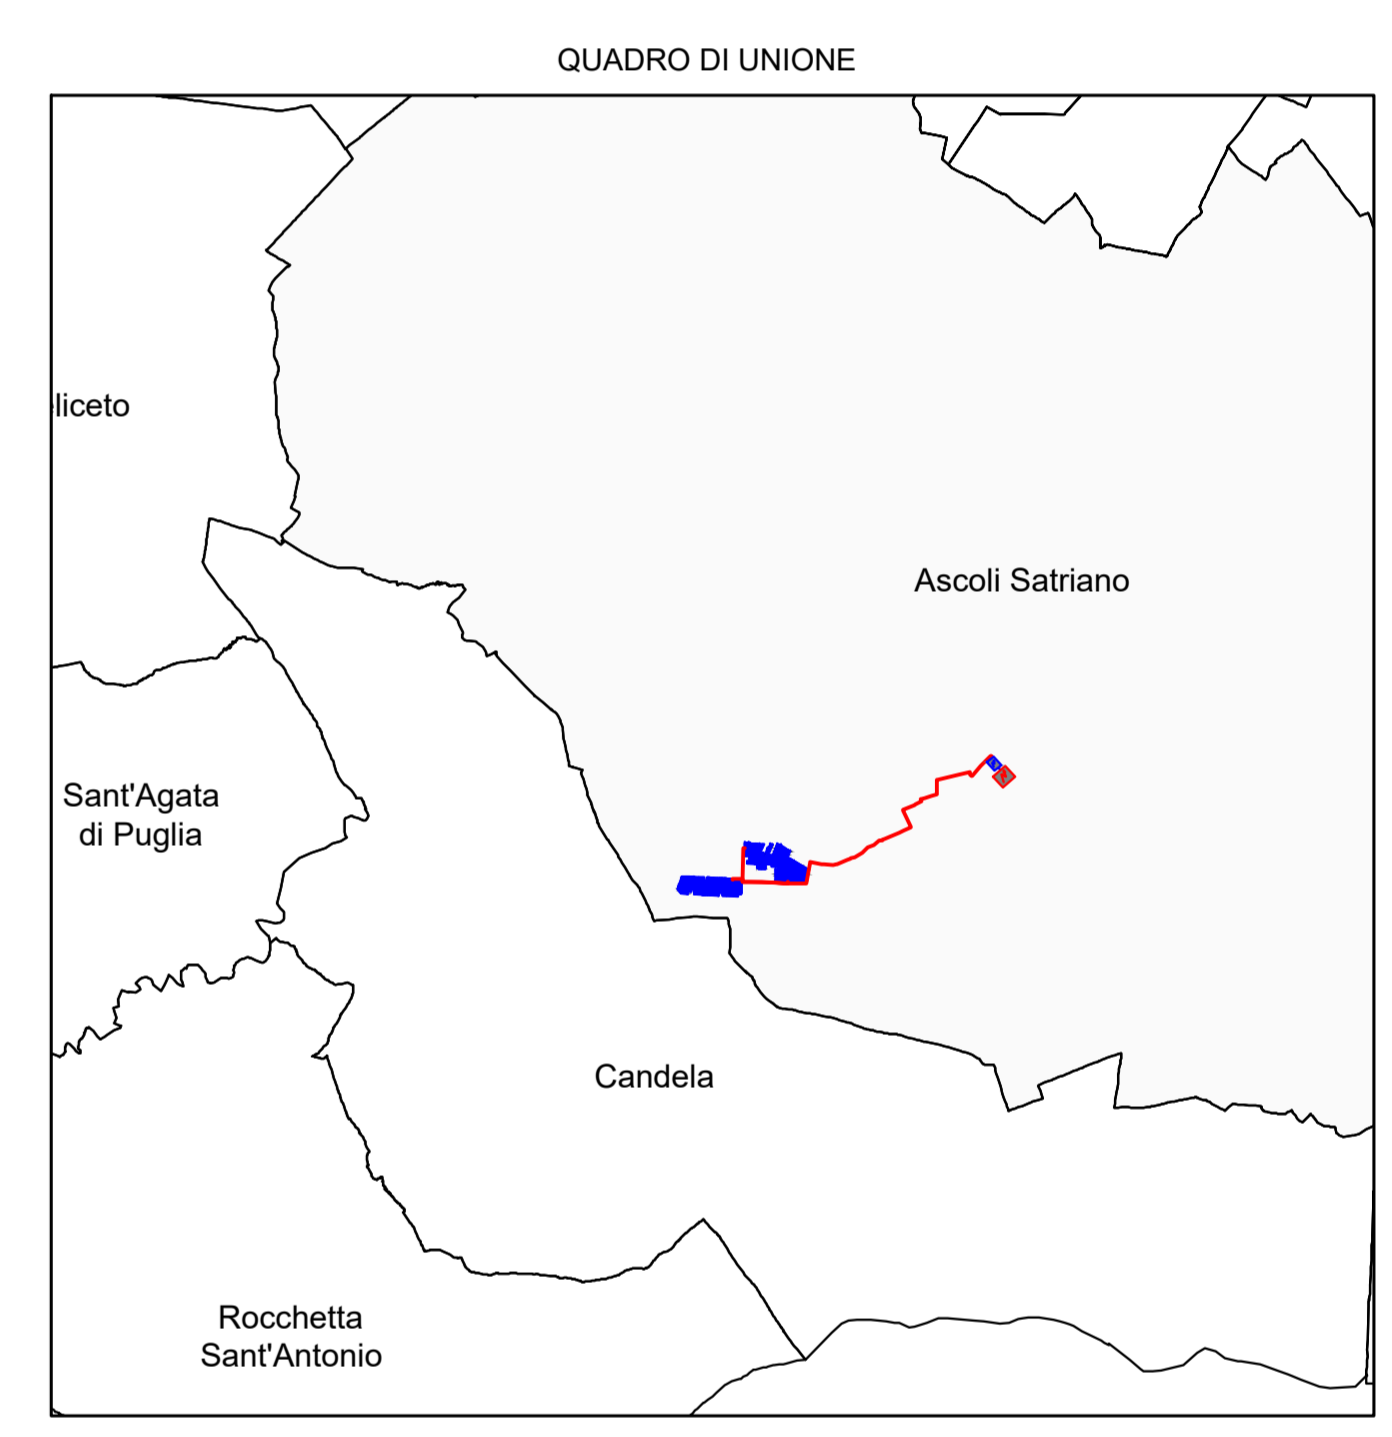 QUADRO DI UNIONE
liceto
Ascoli Satriano
Sant'Agata
di Puglia
Candela
Rocchetta
Sant'Antonio